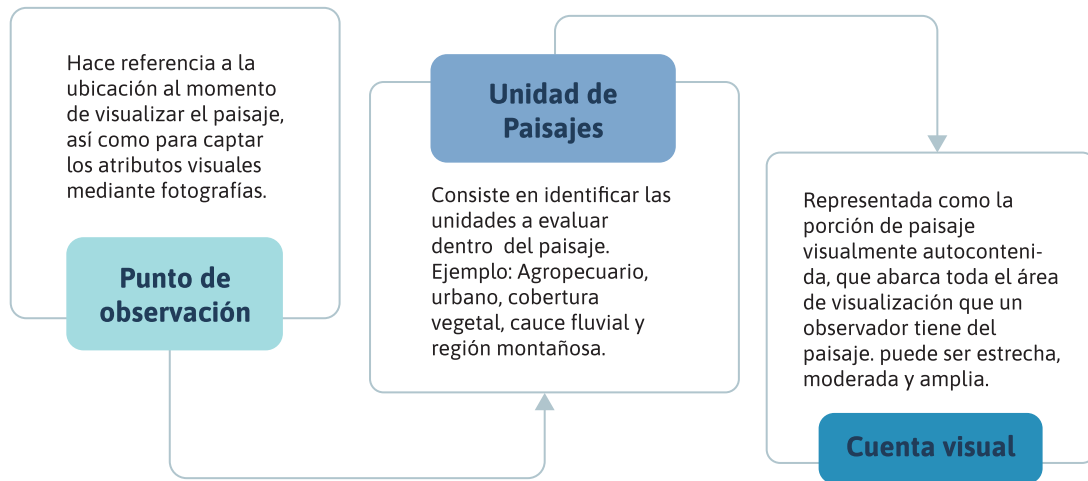 Hace referencia a la
ubicación al momento
de visualizar el paisaje,
así como para captar
los atributos visuales
mediante fotografías.
Punto de
observación
Unidad de
Paisajes
Consiste en identificar las
unidades a evaluar
dentro del paisaje.
Ejemplo: Agropecuario,
urbano, cobertura
vegetal, cauce fluvial y
región montañosa.
Representada como la
porción de paisaje
visualmente autoconteni-
da, que abarca toda el área
de visualización que un
observador tiene del
paisaje. puede ser estrecha,
moderada y amplia.
Cuenta visual